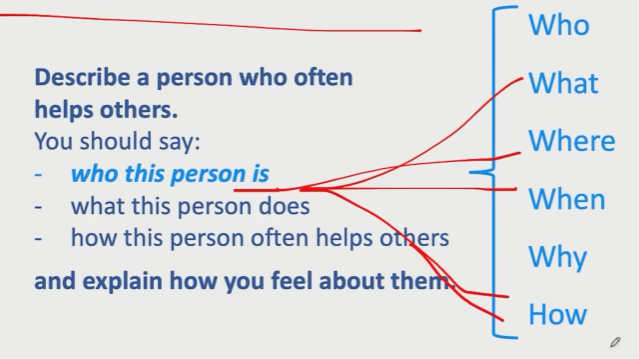 Describe a person who often
helps others.
You should say:
- who this person is
- what this person does
- how this person often helps others
and explain how you feel about them.
Who
What
Where
When
Why
How